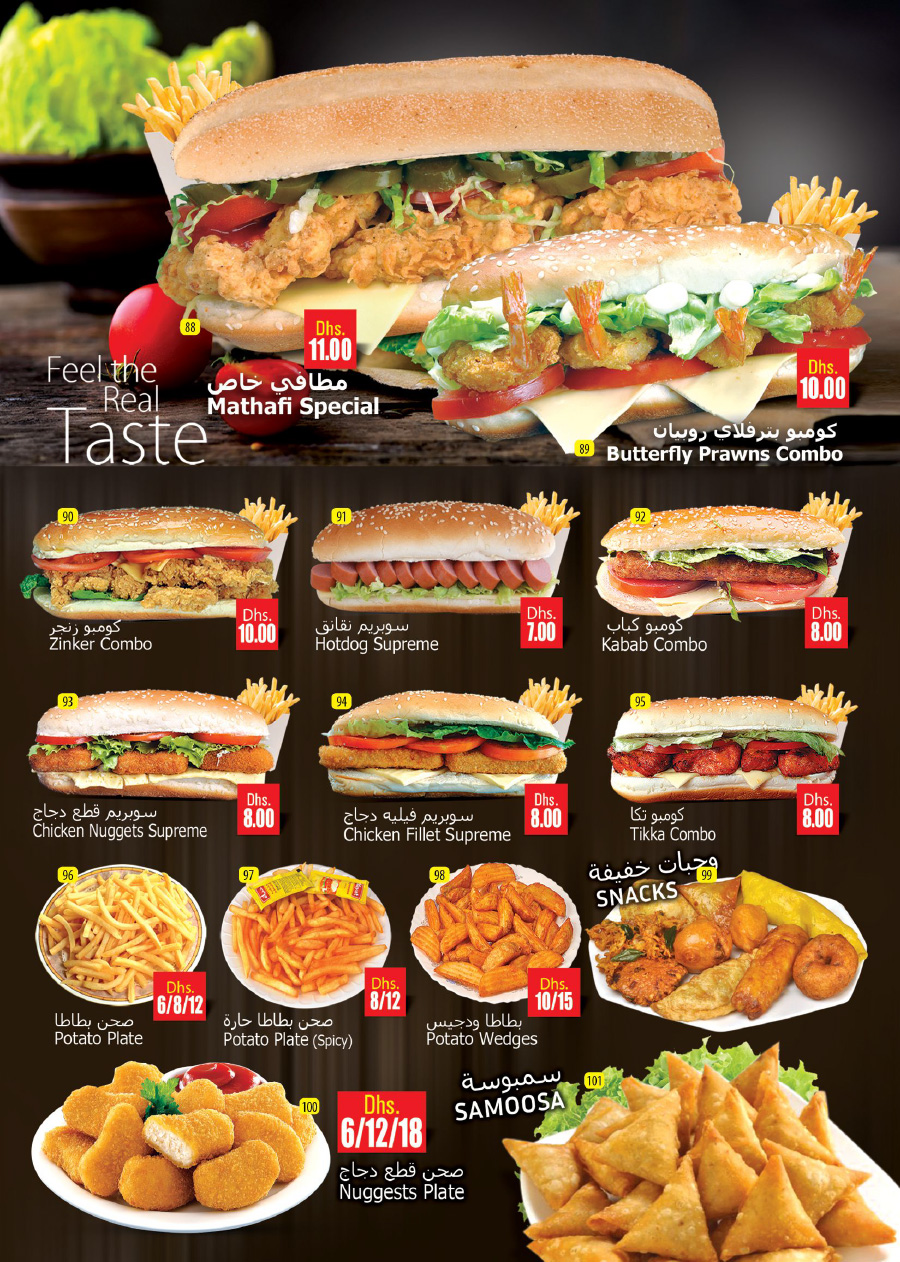 88
Dhs.
11.00
Feel the
Real
Taste
مطافي خاص
Mathafi Special
Dhs.
10.00
كومبو بترفلاي روبيان
89
Butterfly Prawns Combo
90
Dhs.
10.00
كومبو زنجر
Zinker Combo
91
Dhs.
7.00
سوبريم نقانق
Hotdog Supreme
92
Dhs.
8.00
كومبو كباب
Kabab Combo
93
Dhs.
8.00
سوبريم قطع دجاج
Chicken Nuggets Supreme
94
Dhs.
8.00
سوبريم فيليه دجاج
Chicken Fillet Supreme
95
Dhs.
8.00
كومبو تكا
Tikka Combo
96
Dhs.
6/8/12
صحن بطاطا
Potato Plate
97
Dhs.
8/12
صحن بطاطا حارة
Potato Plate (Spicy)
98
Dhs.
10/15
بطاطا ودجيس
Potato Wedges
وجبات خفيفة
99
SNACKS
100
Dhs.
6/12/18
صحن قطع دجاج
Nuggests Plate
سمبوسة
101
SAMOOSA